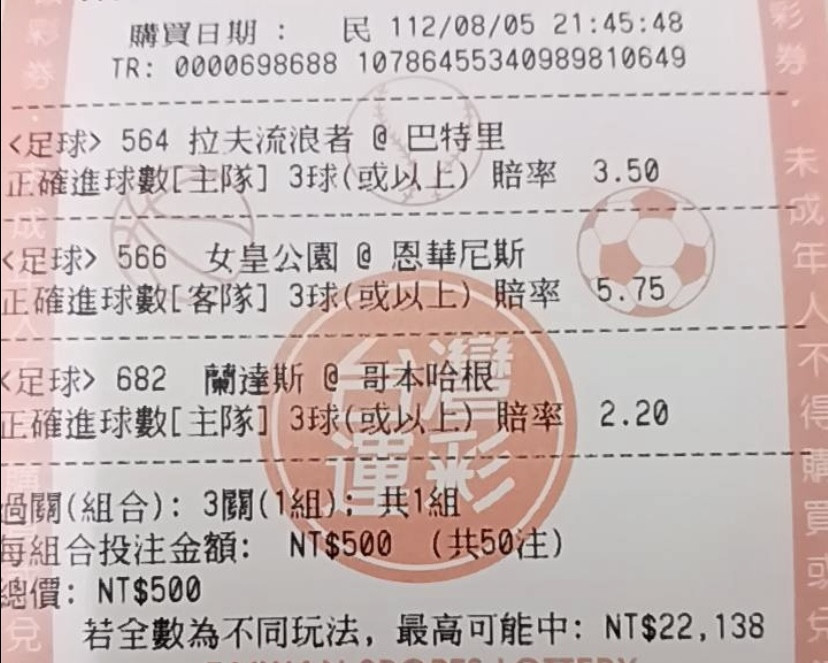 購買日期： 民 112/08/05 21:45:48
TR: 0000698688 10786455340989810649
<足球> 564 拉夫流浪者 @ 巴特里
正確進球數[主隊] 3球(或以上) 賠率 3.50
<足球> 566 女皇公園 @ 恩華尼斯
正確進球數[客隊] 3球(或以上) 賠率 5.75
<足球> 682 蘭達斯 @ 哥本哈根
正確進球數[主隊] 3球(或以上) 賠率 2.20
過關(組合): 3關(1組); 共1組
每組合投注金額: NT$500 (共50注)
總價: NT$500
若全數為不同玩法, 最高可能中: NT$22,138
台灣
運彩
彩券．未成年人不得購買或兌
TAIWAN SPORTS LOTTERY